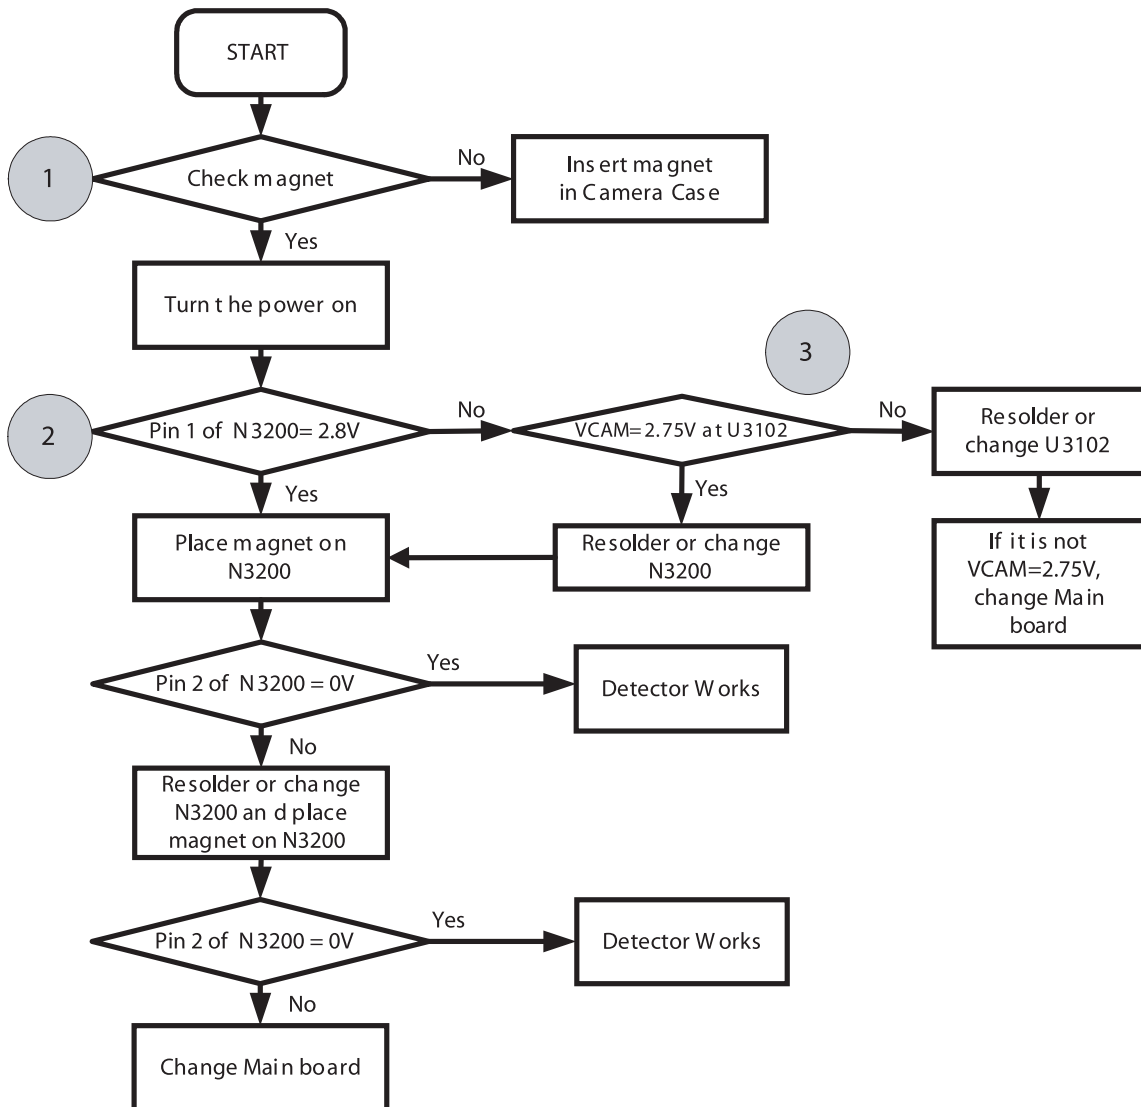 START
1
Check magnet
No
Insert magnet
in Camera Case
Yes
Turn the power on
3
2
Pin 1 of N3200= 2.8V
No
VCAM=2.75V at U3102
No
Resolder or
change U3102
Yes
Yes
Place magnet on
N3200
Resolder or change
N3200
If it is not
VCAM=2.75V,
change Main
board
Pin 2 of N3200 = 0V
Yes
Detector Works
No
Resolder or change
N3200 and place
magnet on N3200
Pin 2 of N3200 = 0V
Yes
Detector Works
No
Change Main board